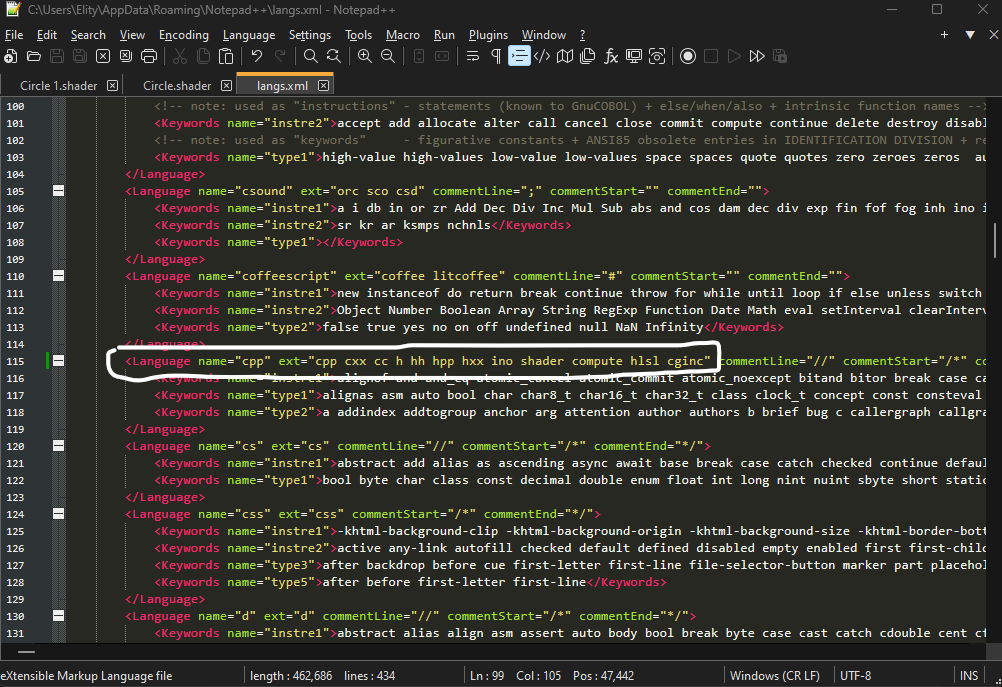 C:\Users\Elity\AppData\Roaming\Notepad++\langs.xml - Notepad++
File Edit Search View Encoding Language Settings Tools Macro Run Plugins Window ?
Circle 1.shader Circle.shader langs.xml
100 <!-- note: used as "instructions" - statements (known to GnuCOBOL) + else/when/also + intrinsic function names -->
101 <Keywords name="instre2">accept add allocate alter call cancel close commit compute continue delete destroy disabl
102 <!-- note: used as "keywords" - figurative constants + ANSI85 obsolete entries in IDENTIFICATION DIVISION + re
103 <Keywords name="type1">high-value high-values low-value low-values space spaces quote quotes zero zeroes zeros au
104 </Language>
105 <Language name="csound" ext="orc sco csd" commentLine=";" commentStart="" commentEnd="">
106 <Keywords name="instre1">a i db in or zr Add Dec Div Inc Mul Sub abs and cos dam dec div exp fin fof fog inh ino i
107 <Keywords name="instre2">sr kr ar ksmps nchnls</Keywords>
108 <Keywords name="type1"></Keywords>
109 </Language>
110 <Language name="coffeescript" ext="coffee litcoffee" commentLine="#" commentStart="" commentEnd="">
111 <Keywords name="instre1">new instanceof do return break continue throw for while until loop if else unless switch
112 <Keywords name="instre2">Object Number Boolean Array String RegExp Function Date Math eval setInterval clearInterv
113 <Keywords name="type2">false true yes no on off undefined null NaN Infinity</Keywords>
114 </Language>
115 <Language name="cpp" ext="cpp cxx cc h hh hpp hxx ino shader compute hlsl cginc" commentLine="//" commentStart="/*" co
116 <Keywords name="instre1">alignof and and_eq atomic_cancel atomic_commit atomic_noexcept bitand bitor break case ca
117 <Keywords name="type1">alignas asm auto bool char char8_t char16_t char32_t class clock_t concept const consteval
118 <Keywords name="type2">a addindex addtogroup anchor arg attention author authors b brief bug c callergraph callgra
119 </Language>
120 <Language name="cs" ext="cs" commentLine="//" commentStart="/*" commentEnd="*/">
121 <Keywords name="instre1">abstract add alias as ascending async await base break case catch checked continue defaul
122 <Keywords name="type1">bool byte char class const decimal double enum float int long nint nuint sbyte short static
123 </Language>
124 <Language name="css" ext="css" commentStart="/*" commentEnd="*/">
125 <Keywords name="instre1">-khtml-background-clip -khtml-background-origin -khtml-background-size -khtml-border-bott
126 <Keywords name="instre2">active any-link autofill checked default defined disabled empty enabled first first-child
127 <Keywords name="type3">after backdrop before cue first-letter first-line file-selector-button marker part placehol
128 <Keywords name="type5">after before first-letter first-line</Keywords>
129 </Language>
130 <Language name="d" ext="d" commentLine="//" commentStart="/*" commentEnd="*/">
131 <Keywords name="instre1">abstract alias align asm assert auto body bool break byte case cast catch cdouble cent cf
eXtensible Markup Language file length : 462,686 lines : 434 Ln : 99 Col : 105 Pos : 47,442 Windows (CR LF) UTF-8 INS